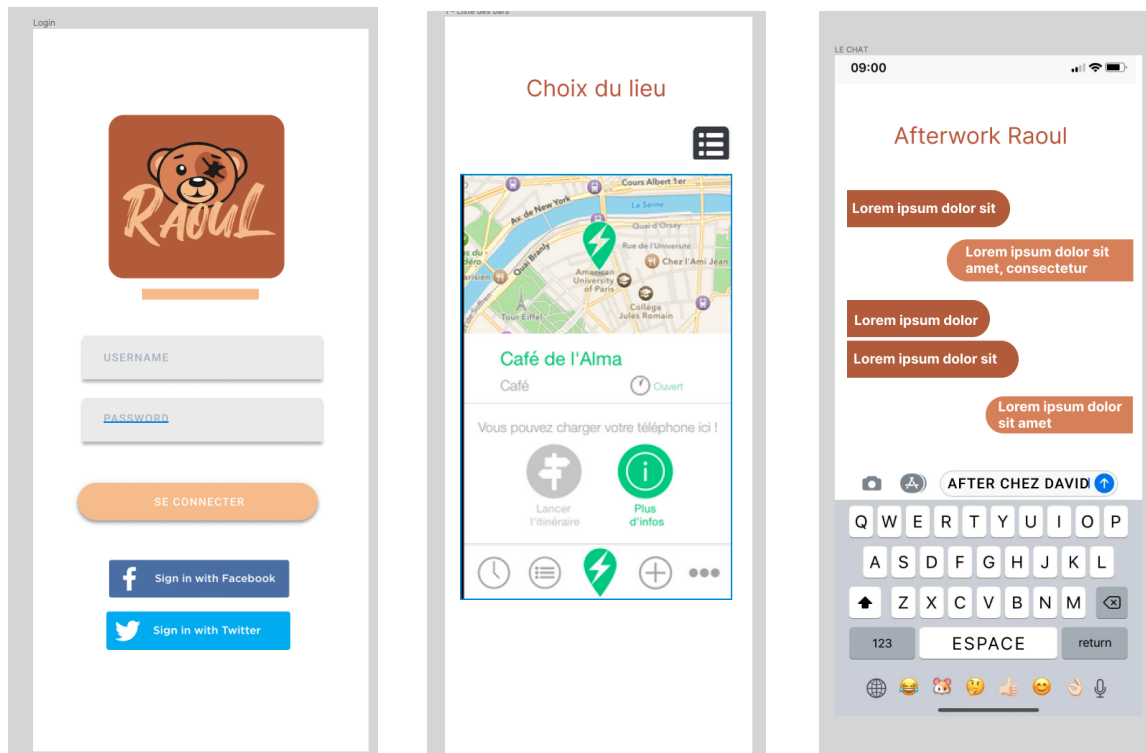 Login
RAOUL
USERNAME
PASSWORD
SE CONNECTER
Sign in with Facebook
Sign in with Twitter
1 - Liste des bars
Choix du lieu
Cours Albert 1er
Av. de New York
La Seine
Quai d'Orsay
Quai Branly
Rue de l'Université
Chez l'Ami Jean
American
University
of Paris
Collège
Jules Romain
Tour Eiffel
Café de l'Alma
Café
Ouvert
Vous pouvez charger votre téléphone ici !
Lancer
l'itinéraire
Plus
d'infos
LE CHAT
09:00
Afterwork Raoul
Lorem ipsum dolor sit
Lorem ipsum dolor sit
amet, consectetur
Lorem ipsum dolor
Lorem ipsum dolor sit
Lorem ipsum dolor
sit amet
AFTER CHEZ DAVID
Q W E R T Y U I O P
A S D F G H J K L
Z X C V B N M
123 ESPACE return